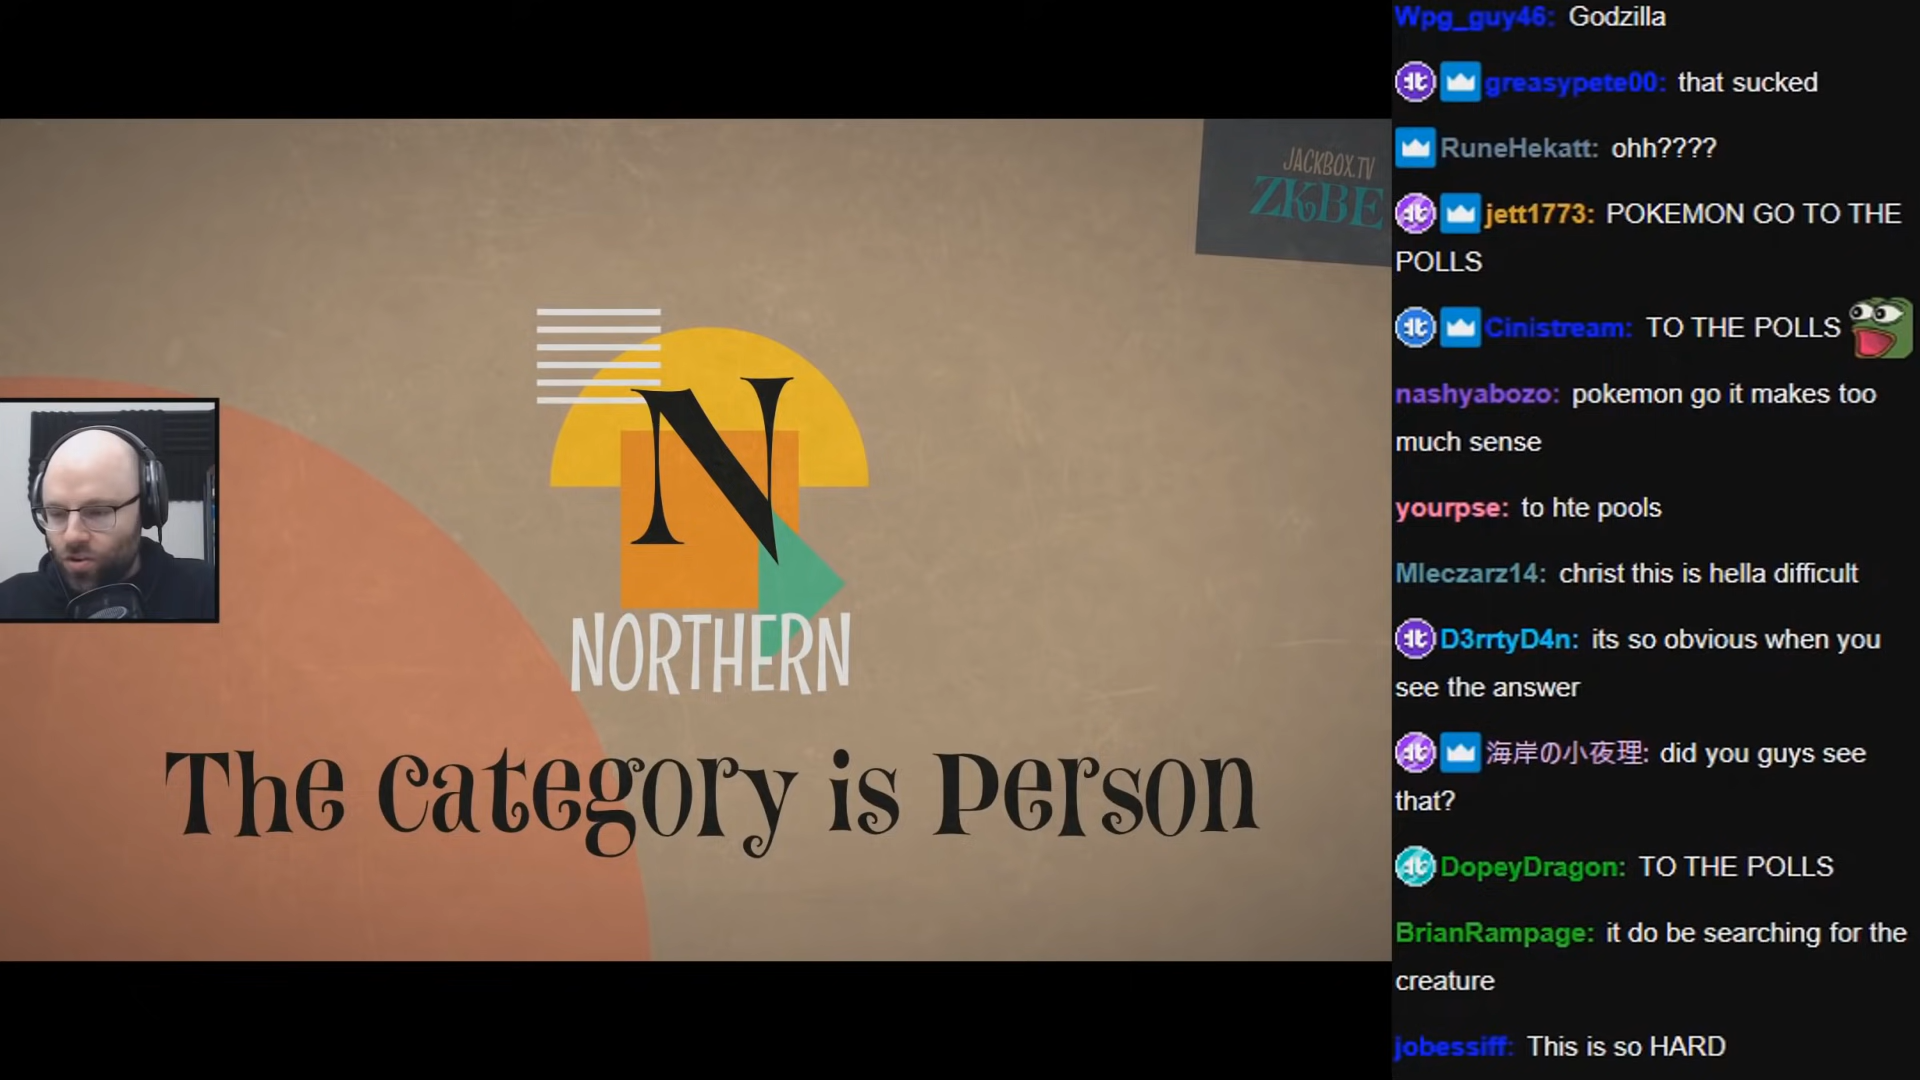 JACKBOX.TV
ZKBE
N
NORTHERN
The category is Person
Wpg_guy46: Godzilla
greasypete00: that sucked
RuneHekatt: ohh????
jett1773: POKEMON GO TO THE
POLLS
Cinistream: TO THE POLLS
nashyabozo: pokemon go it makes too
much sense
yourpse: to hte pools
Mleczarz14: christ this is hella difficult
D3rrtyD4n: its so obvious when you
see the answer
海岸の小夜理: did you guys see
that?
DopeyDragon: TO THE POLLS
BrianRampage: it do be searching for the
creature
jobessiff: This is so HARD